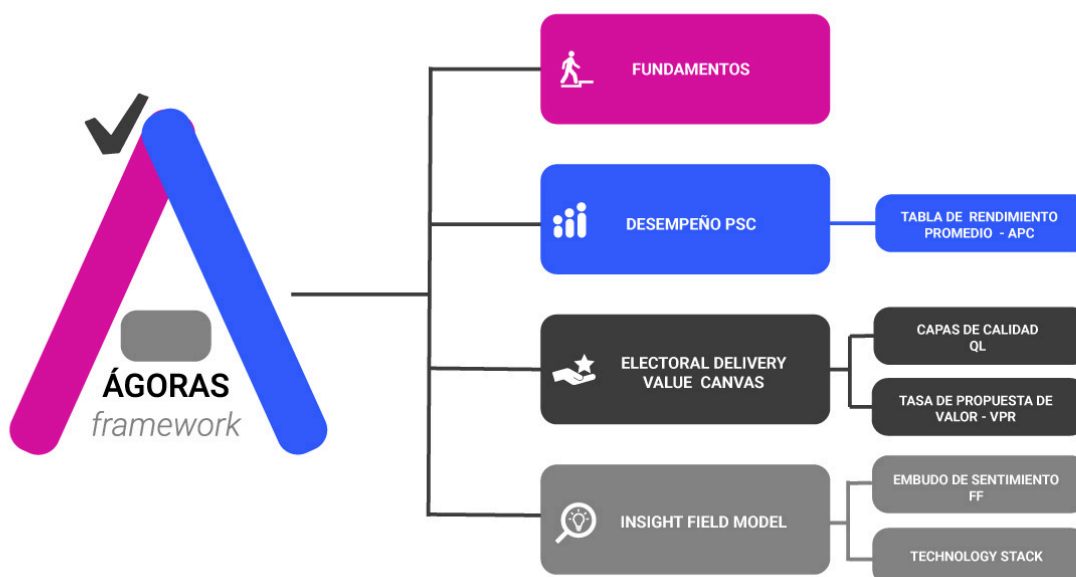 FUNDAMENTOS
DESEMPEÑO PSC
TABLA DE RENDIMIENTO
PROMEDIO - APC
ÁGORAS
framework
ELECTORAL DELIVERY
VALUE CANVAS
CAPAS DE CALIDAD
QL
TASA DE PROPUESTA DE
VALOR - VPR
INSIGHT FIELD MODEL
EMBUDO DE SENTIMIENTO
FF
TECHNOLOGY STACK